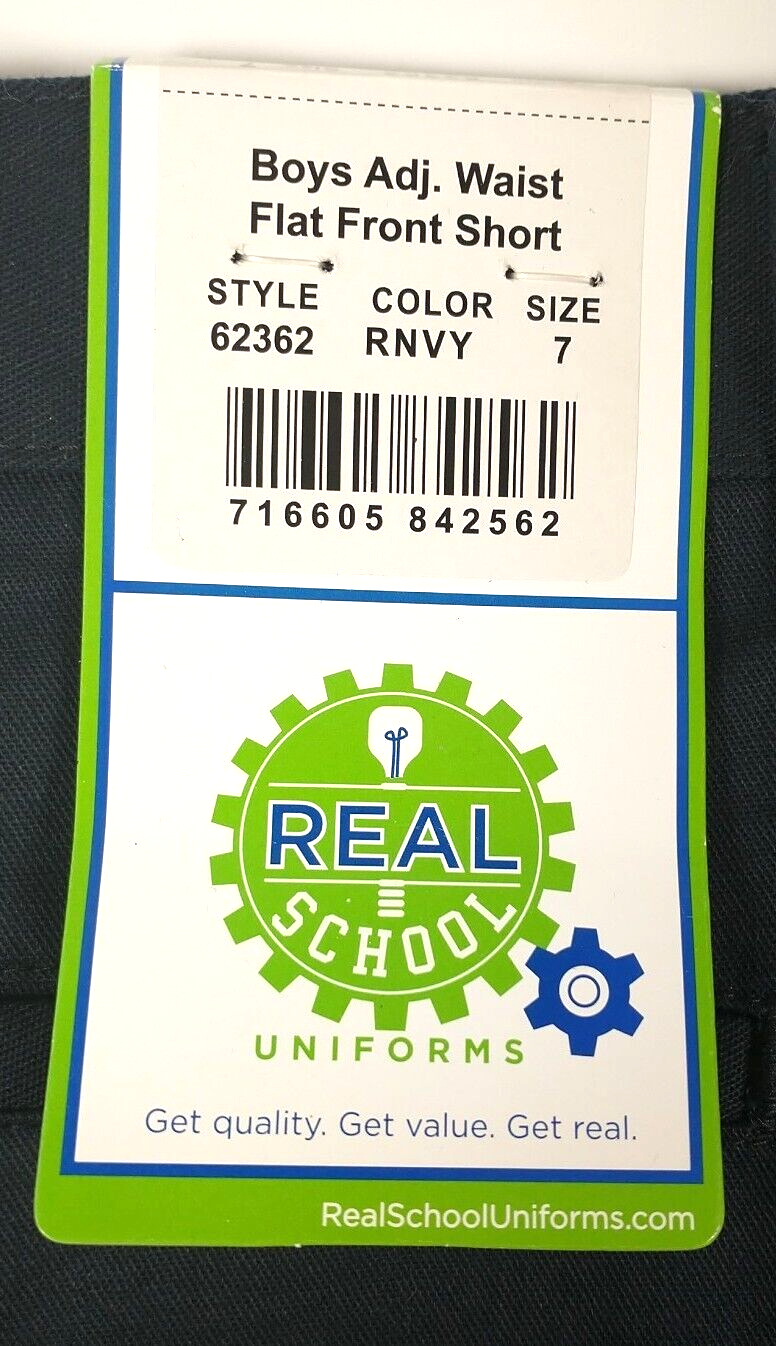 Boys Adj. Waist
Flat Front Short
STYLE COLOR SIZE
62362 RNVY 7
716605 842562
REAL
SCHOOL
UNIFORMS
Get quality. Get value. Get real.
RealSchoolUniforms.com